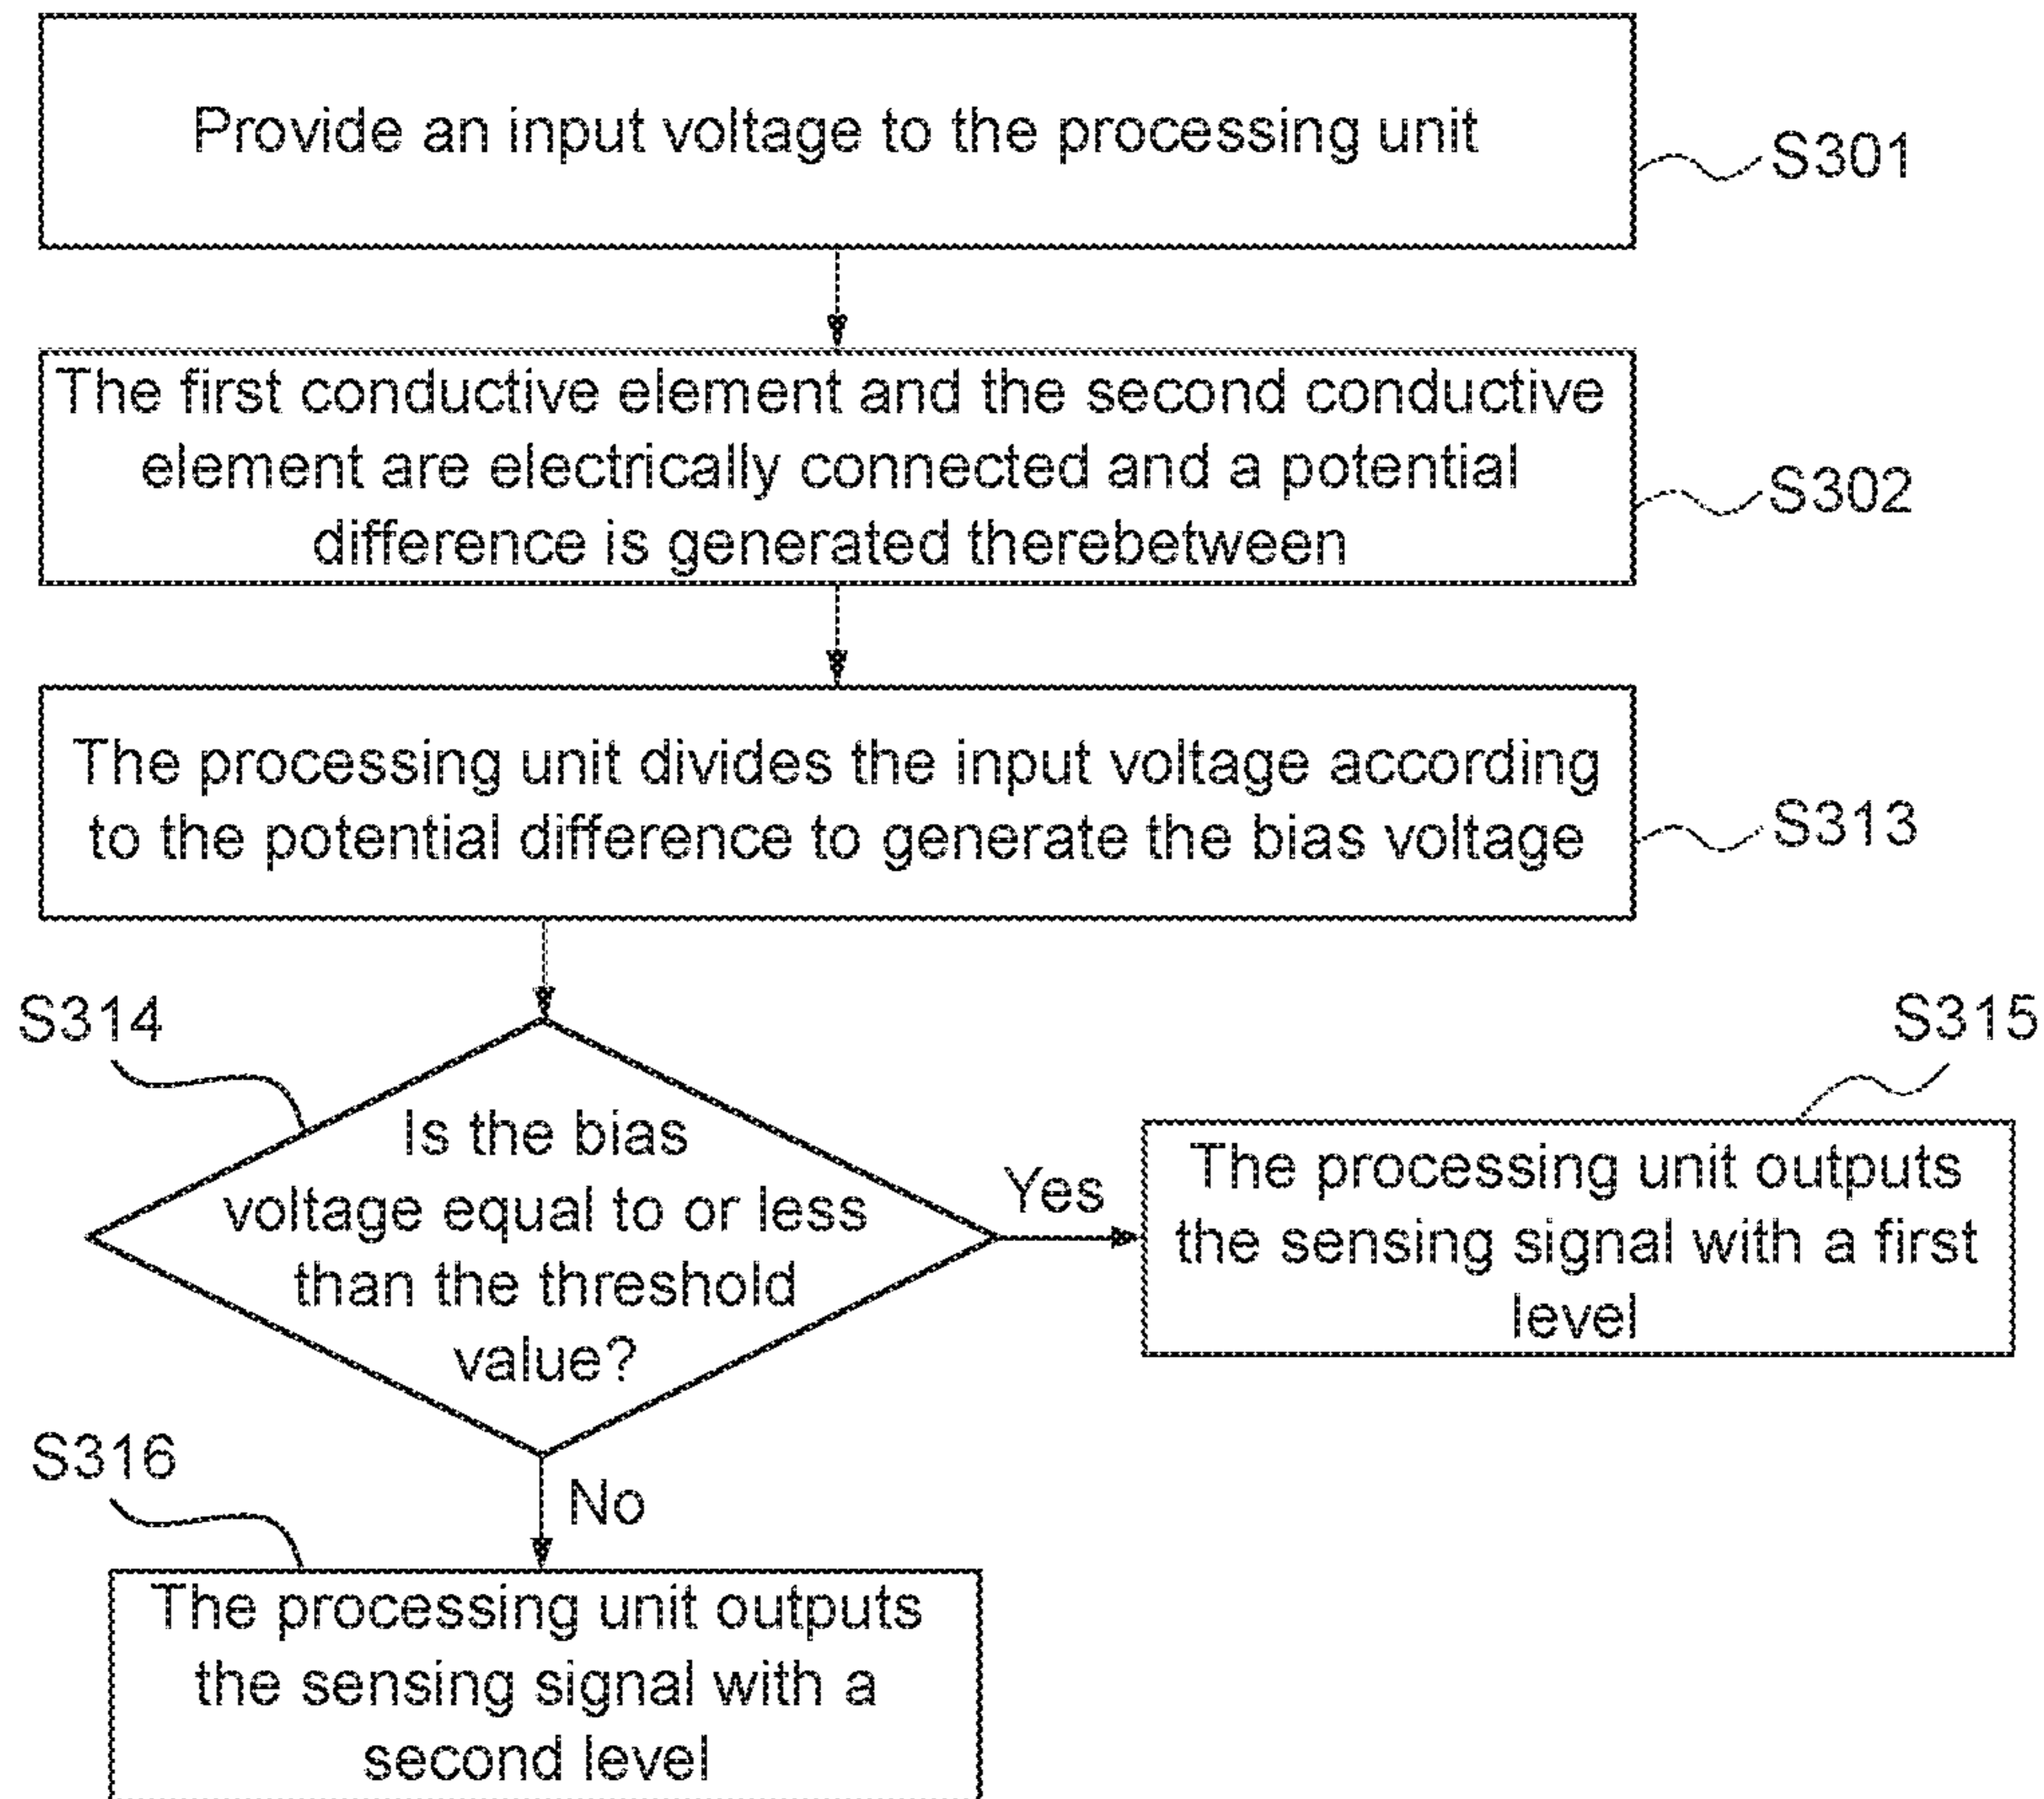 Provide an input voltage to the processing unit
S301
The first conductive element and the second conductive
element are electrically connected and a potential
difference is generated therebetween
S302
The processing unit divides the input voltage according
to the potential difference to generate the bias voltage
S313
S314
Is the bias
voltage equal to or less
than the threshold
value?
Yes
S315
The processing unit outputs
the sensing signal with a first
level
No
S316
The processing unit outputs
the sensing signal with a
second level